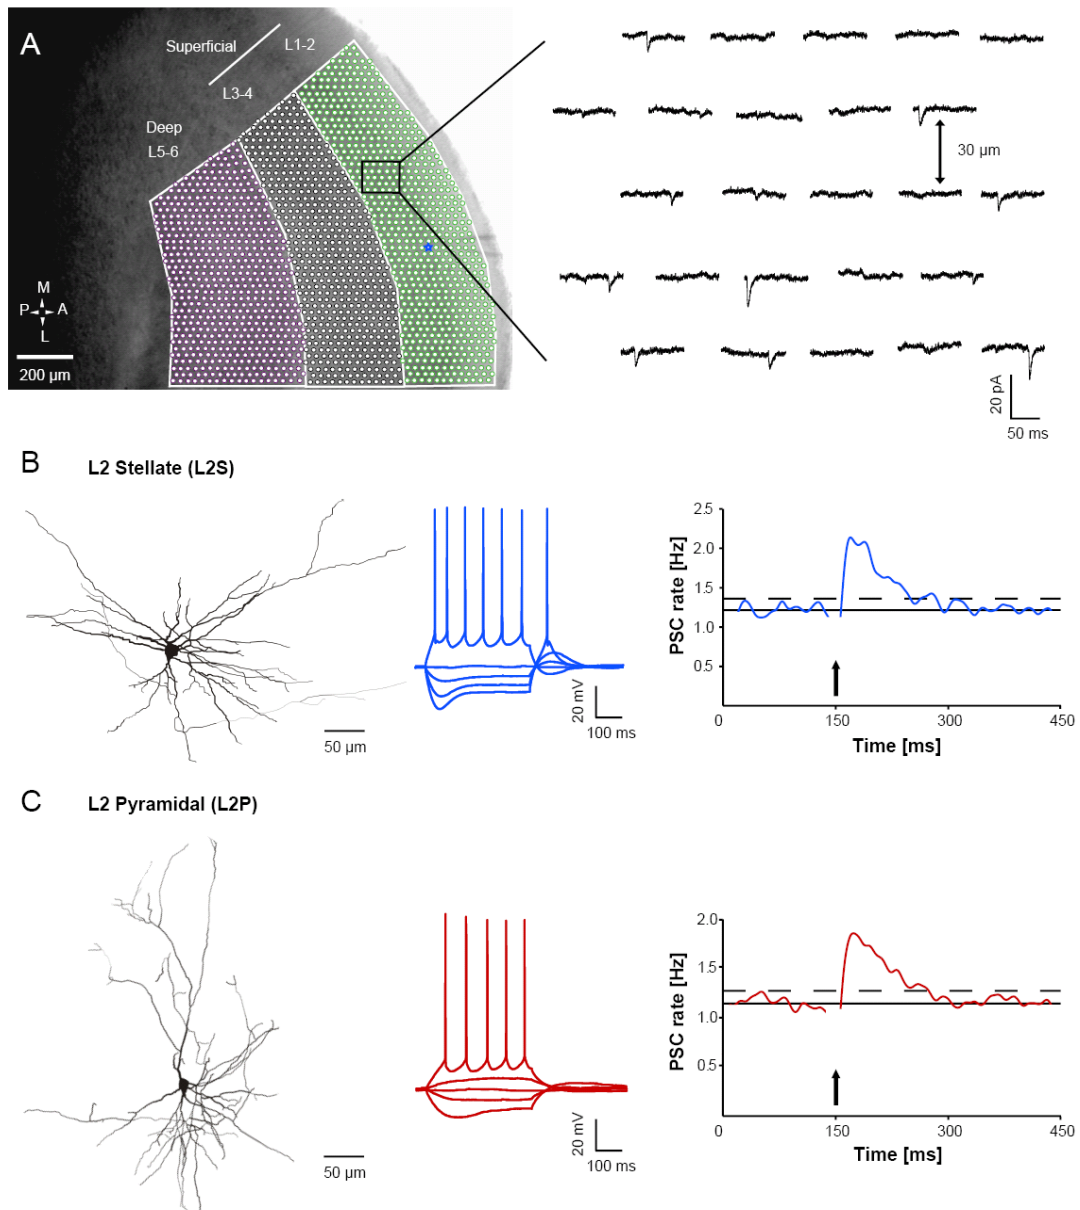 A
Superficial
L1-2
L3-4
Deep
L5-6
M
P A
L
200 µm
30 µm
20 pA
50 ms
B L2 Stellate (L2S)
50 µm
20 mV
100 ms
PSC rate [Hz]
2.5
2.0
1.5
1.0
0.5
0 150 300 450
Time [ms]
C L2 Pyramidal (L2P)
50 µm
20 mV
100 ms
PSC rate [Hz]
2.0
1.5
1.0
0.5
0 150 300 450
Time [ms]